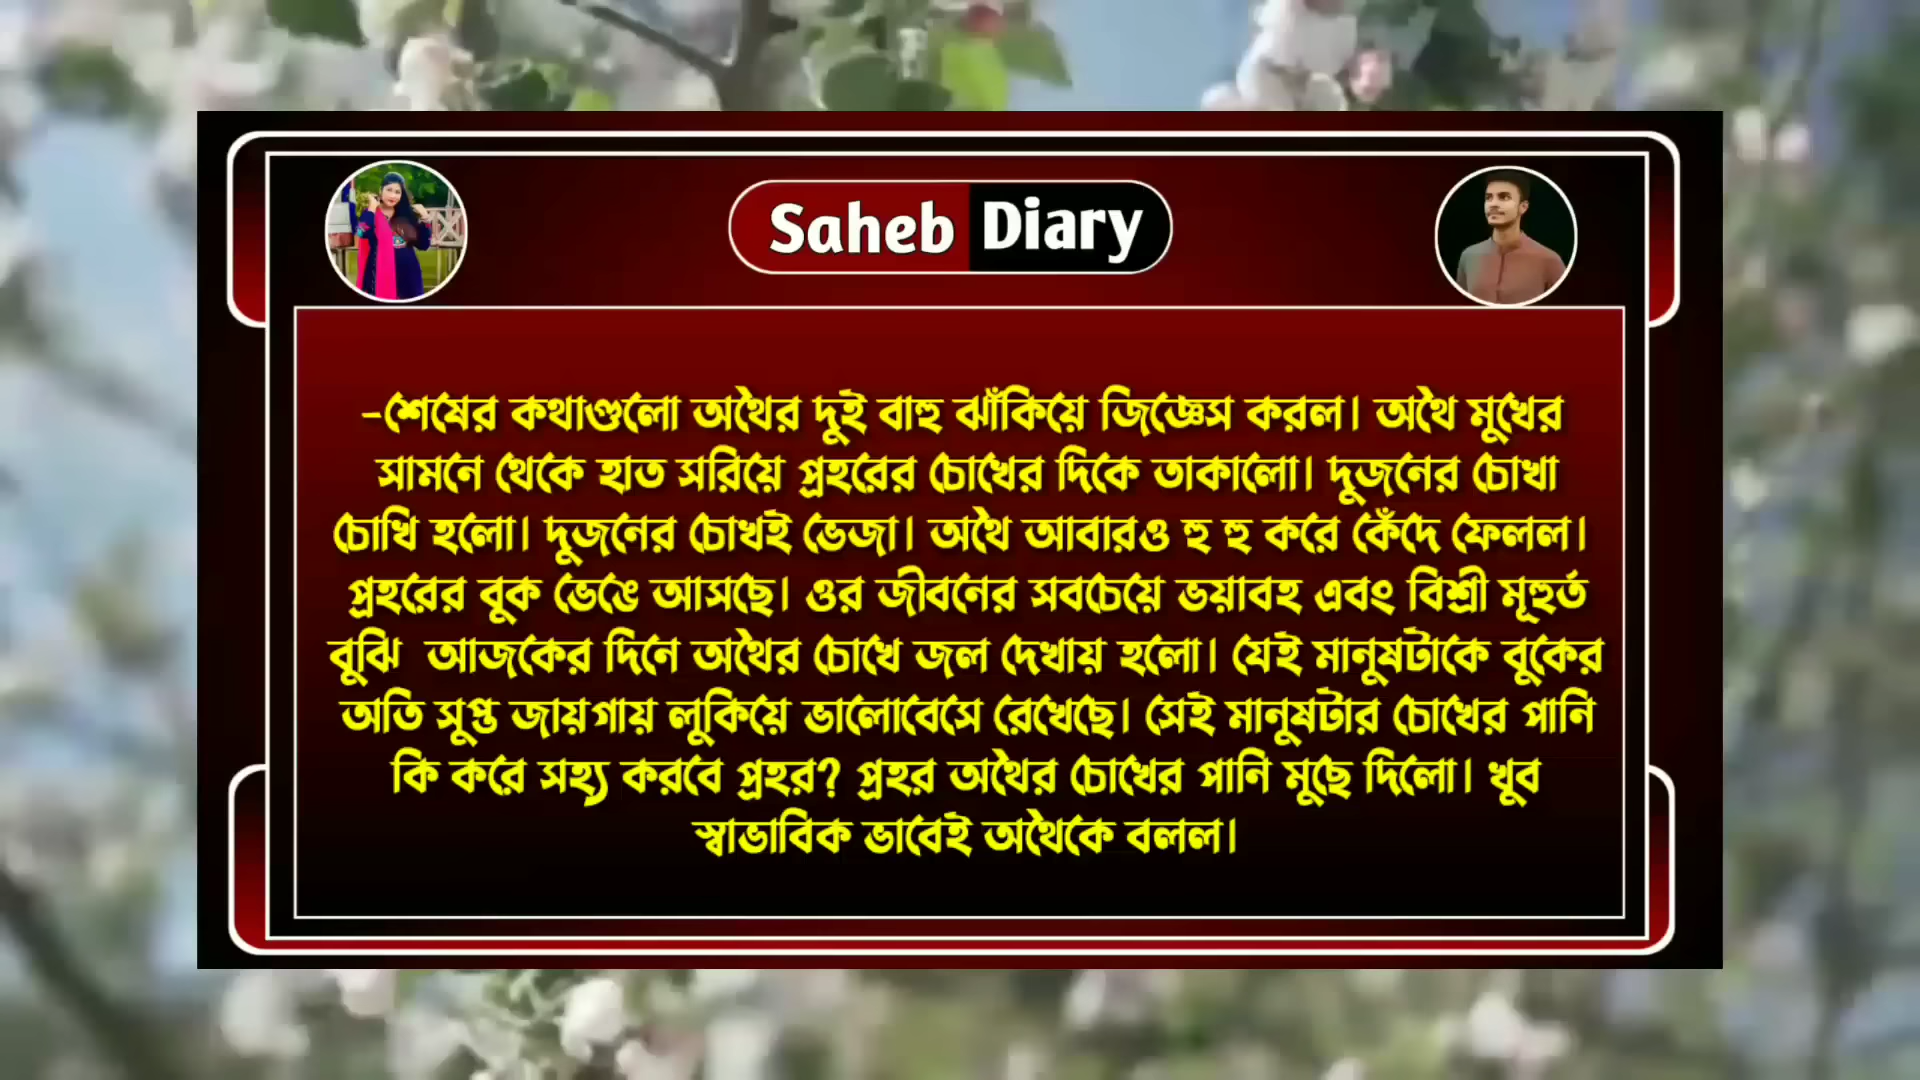 Saheb Diary
-শেষের কথাগুলো অথৈর দুই বাহু ঝাঁকিয়ে জিজ্ঞেস করল। অথৈ মুখের
সামনে থেকে হাত সরিয়ে প্রহরের চোখের দিকে তাকালো। দুজনের চোখা
চোখি হলো। দুজনের চোখই ভেজা। অথৈ আবারও হু হু করে কেঁদে ফেলল।
প্রহরের বুক ভেঙে আসছে। ওর জীবনের সবচেয়ে ভয়াবহ এবং বিশ্রী মূহুর্ত
বুঝি আজকের দিনে অথৈর চোখে জল দেখায় হলো। যেই মানুষটাকে বুকের
অতি সুপ্ত জায়গায় লুকিয়ে ভালোবেসে রেখেছে। সেই মানুষটার চোখের পানি
কি করে সহ্য করবে প্রহর? প্রহর অথৈর চোখের পানি মুছে দিলো। খুব
স্বাভাবিক ভাবেই অথৈকে বলল।